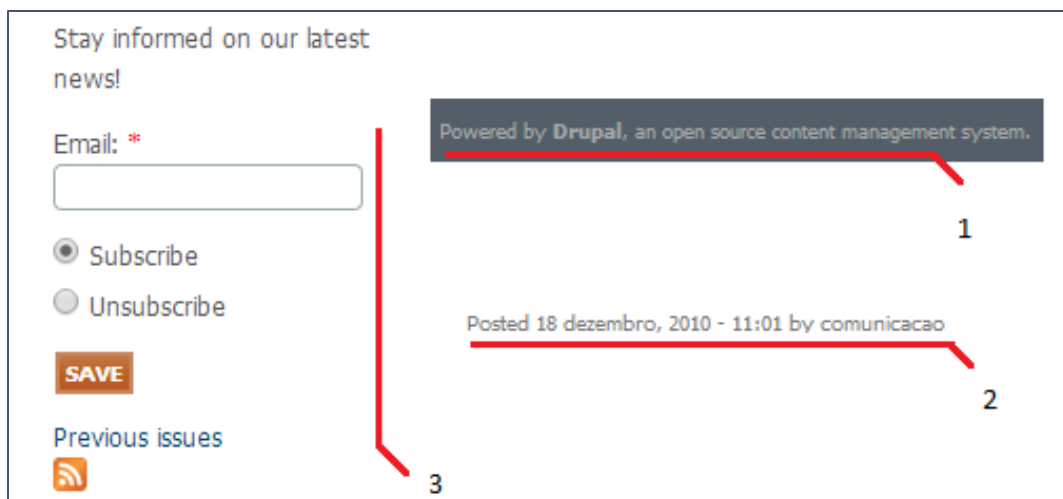 Stay informed on our latest
news!
Email: *
Subscribe
Unsubscribe
SAVE
Previous issues
3
Powered by Drupal, an open source content management system.
1
Posted 18 dezembro, 2010 - 11:01 by comunicacao
2